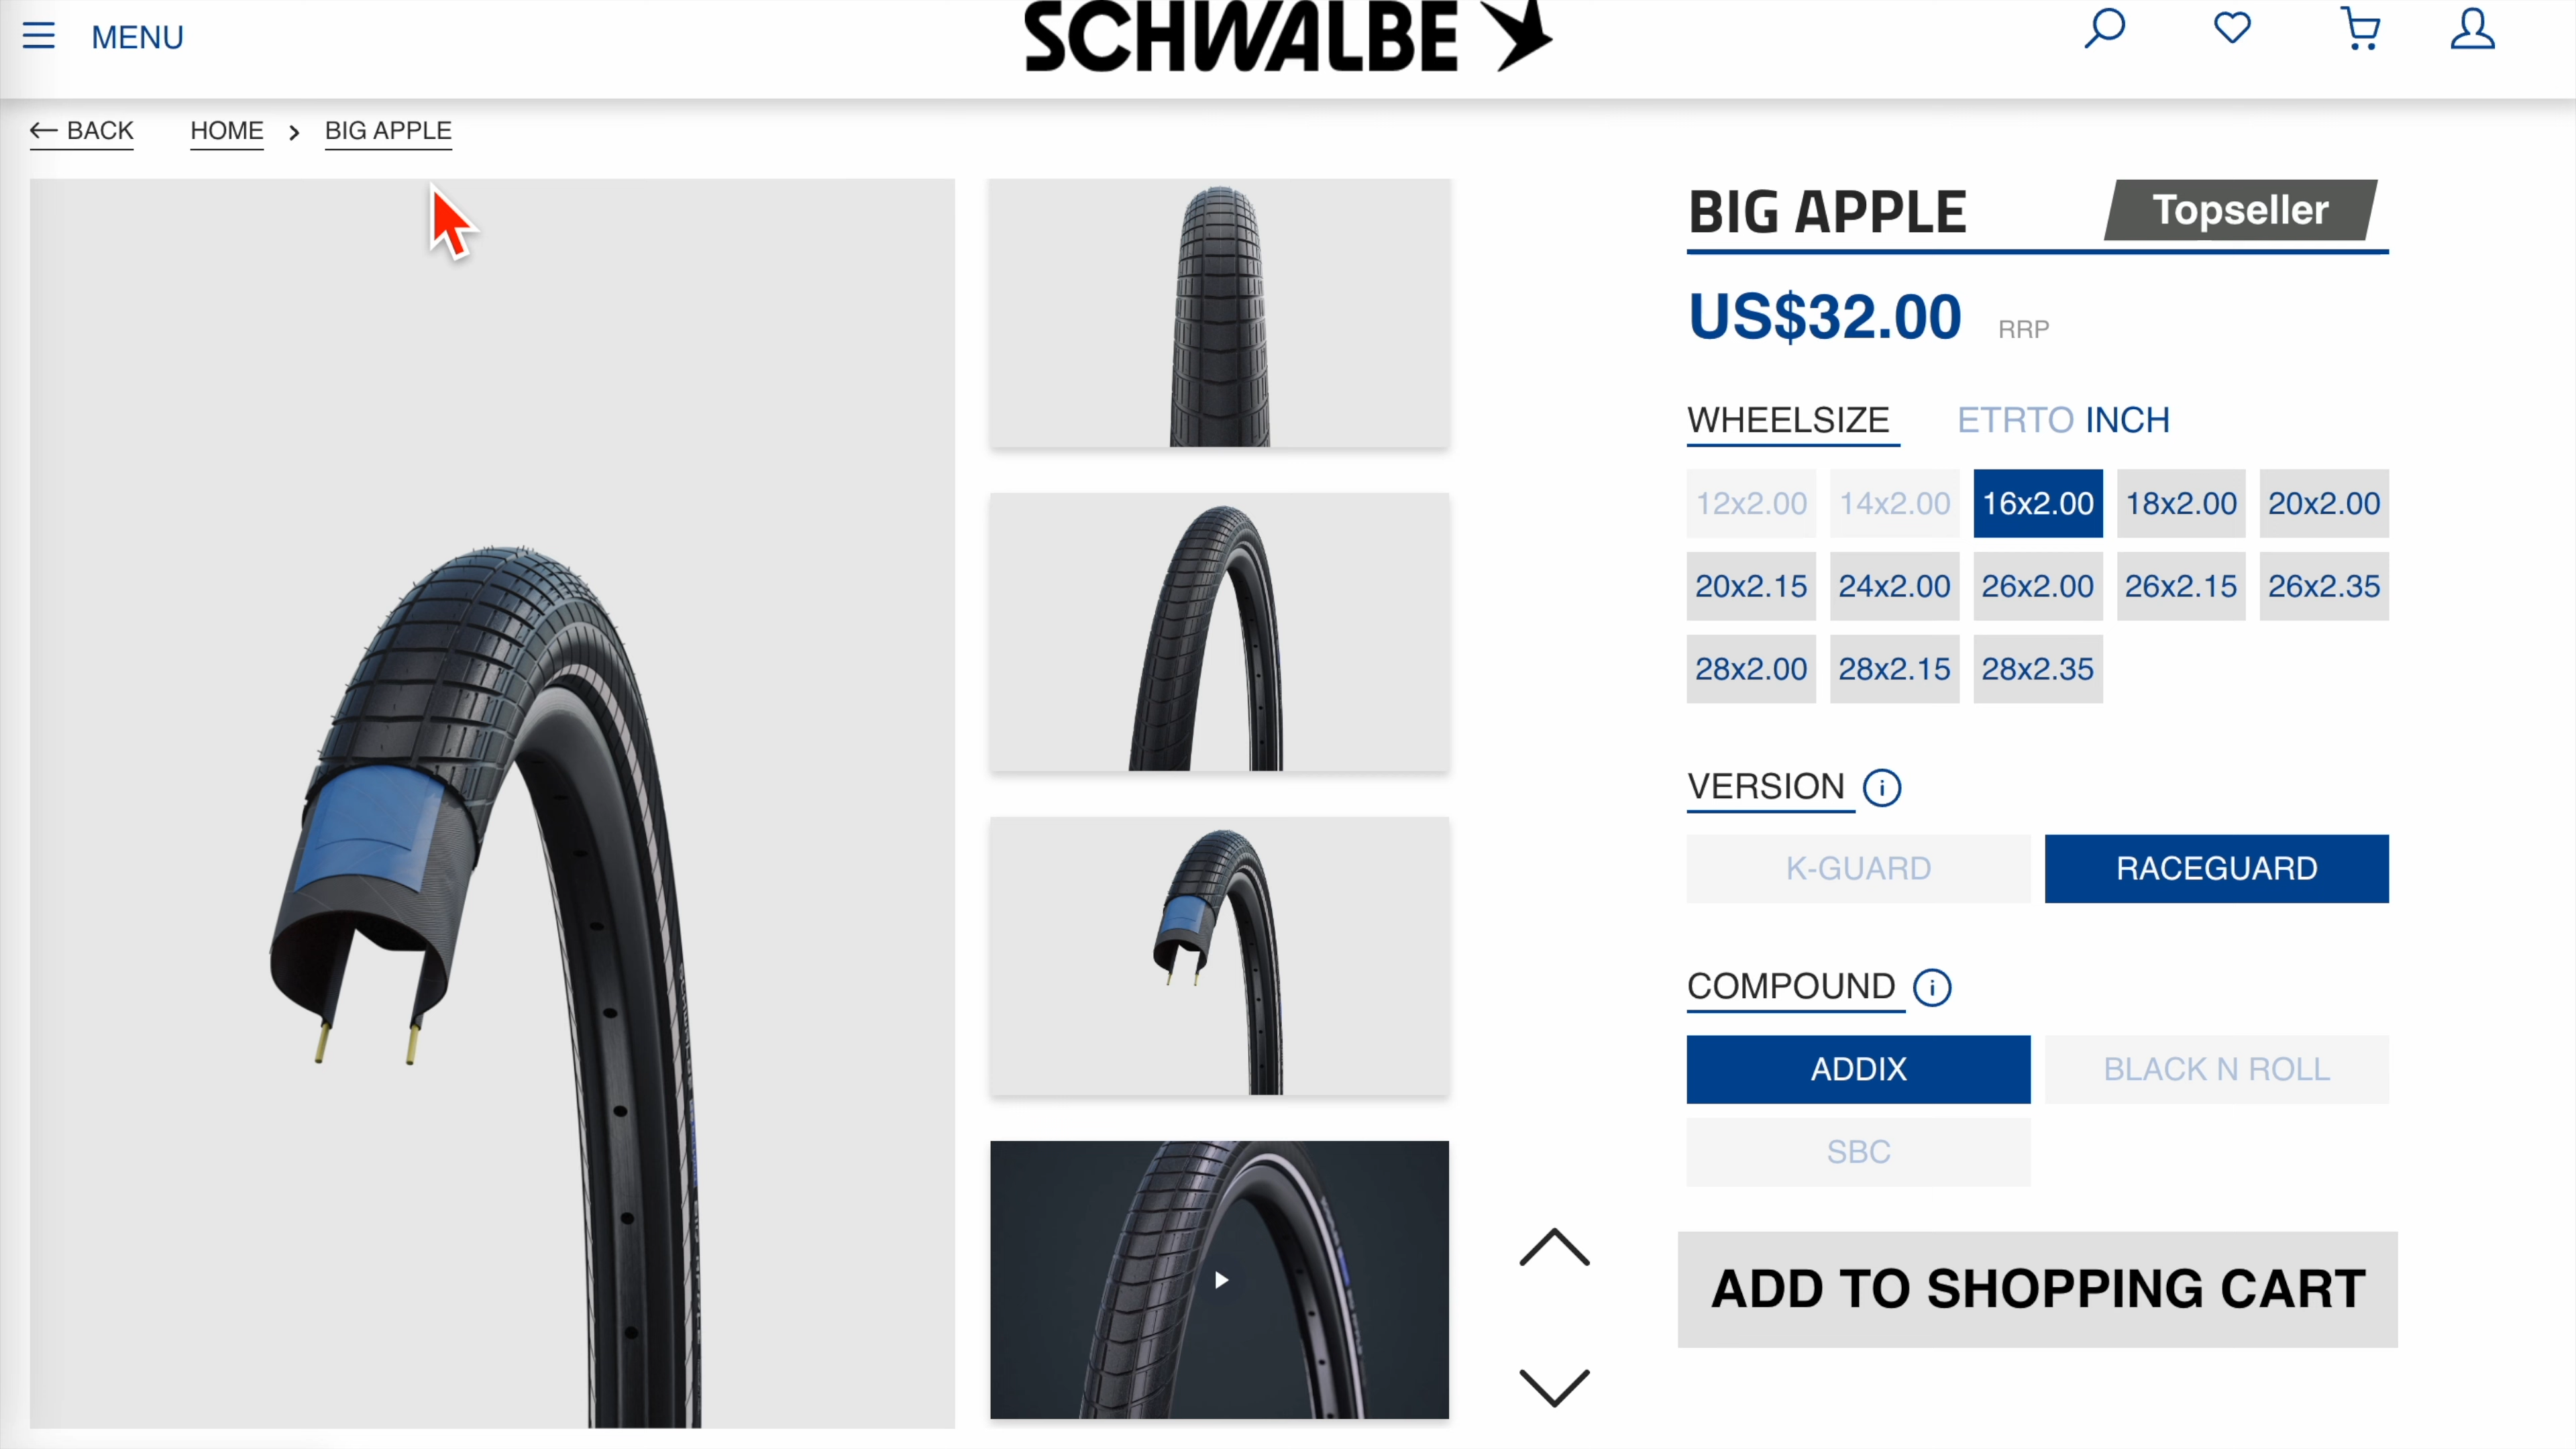 MENU
SCHWALBE
BACK HOME > BIG APPLE
BIG APPLE
Topseller
US$32.00 RRP
WHEELSIZE ETRTO INCH
12x2.00 14x2.00 16x2.00 18x2.00 20x2.00
20x2.15 24x2.00 26x2.00 26x2.15 26x2.35
28x2.00 28x2.15 28x2.35
VERSION i
K-GUARD RACEGUARD
COMPOUND i
ADDIX BLACK N ROLL
SBC
ADD TO SHOPPING CART